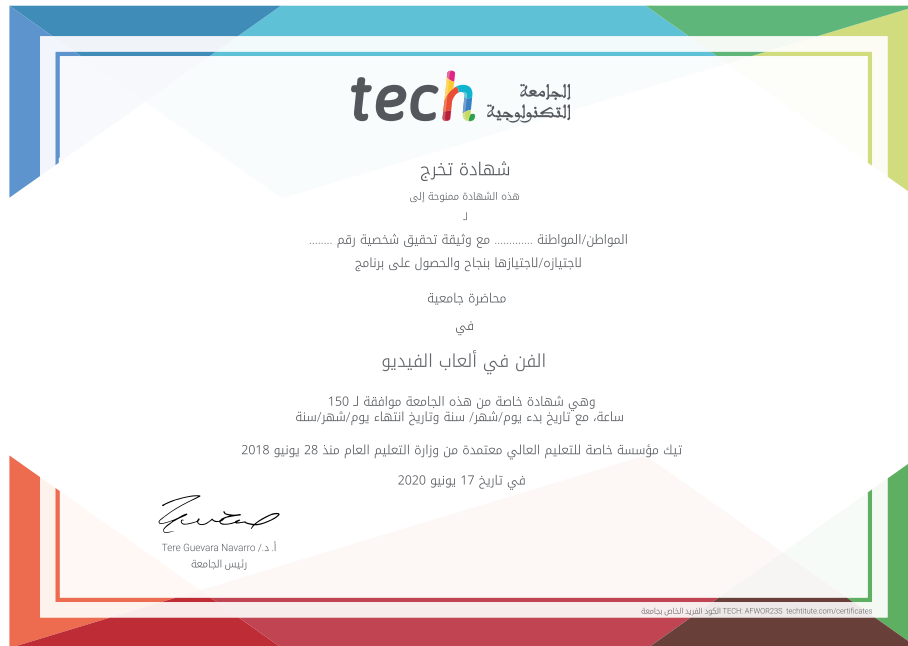 tech الجامعة
التكنولوجية
شهادة تخرج
هذه الشهادة ممنوحة إلى
لـ
المواطن/المواطنة ............. مع وثيقة تحقيق شخصية رقم ........
لاجتيازه/لاجتيازها بنجاح والحصول على برنامج
محاضرة جامعية
في
الفن في ألعاب الفيديو
وهي شهادة خاصة من هذه الجامعة موافقة لـ 150
ساعة، مع تاريخ بدء يوم/شهر/ سنة وتاريخ انتهاء يوم/شهر/سنة
تيك مؤسسة خاصة للتعليم العالي معتمدة من وزارة التعليم العام منذ 28 يونيو 2018
في تاريخ 17 يونيو 2020
أ. د./ Tere Guevara Navarro
رئيس الجامعة
الكود الفريد الخاص بجامعة TECH: AFWOR23S techtitute.com/certificates